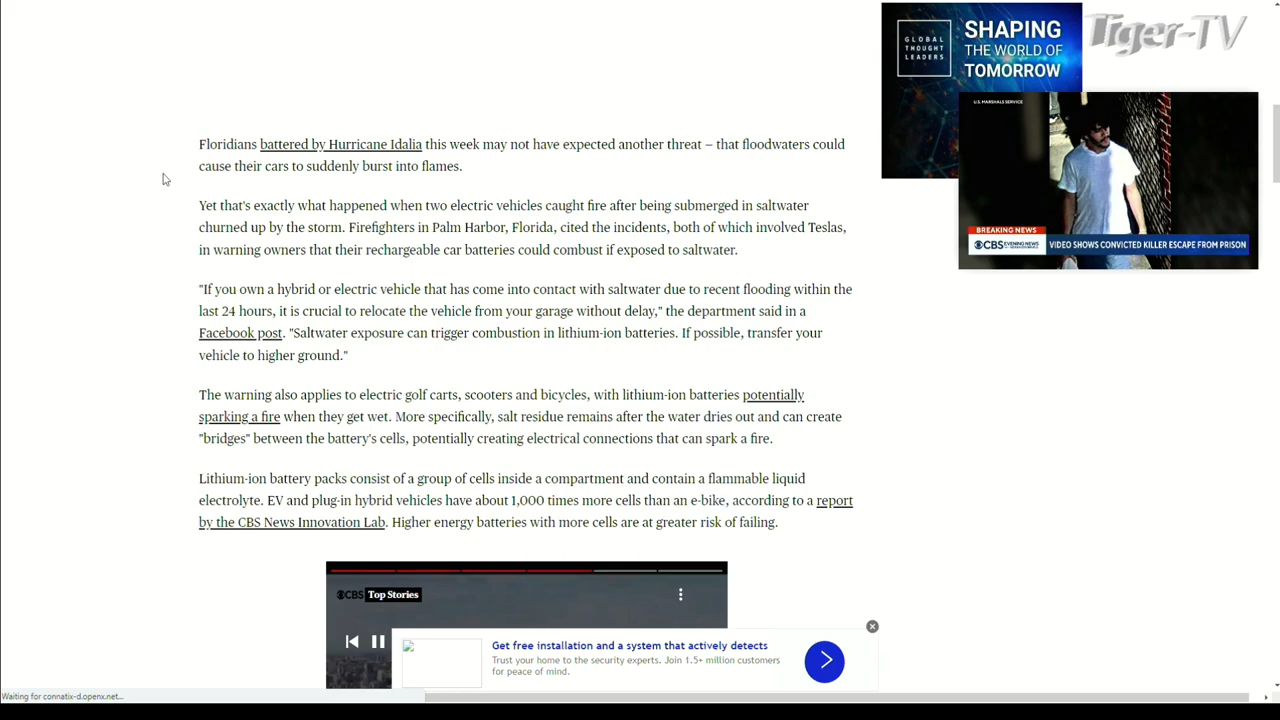 GLOBAL
THOUGHT
LEADERS
SHAPING
THE WORLD OF
TOMORROW
Tiger-TV
U.S. MARSHALS SERVICE
BREAKING NEWS
CBS EVENING NEWS
VIDEO SHOWS CONVICTED KILLER ESCAPE FROM PRISON
Floridians battered by Hurricane Idalia this week may not have expected another threat – that floodwaters could
cause their cars to suddenly burst into flames.
Yet that's exactly what happened when two electric vehicles caught fire after being submerged in saltwater
churned up by the storm. Firefighters in Palm Harbor, Florida, cited the incidents, both of which involved Teslas,
in warning owners that their rechargeable car batteries could combust if exposed to saltwater.
"If you own a hybrid or electric vehicle that has come into contact with saltwater due to recent flooding within the
last 24 hours, it is crucial to relocate the vehicle from your garage without delay," the department said in a
Facebook post. "Saltwater exposure can trigger combustion in lithium-ion batteries. If possible, transfer your
vehicle to higher ground."
The warning also applies to electric golf carts, scooters and bicycles, with lithium-ion batteries potentially
sparking a fire when they get wet. More specifically, salt residue remains after the water dries out and can create
"bridges" between the battery's cells, potentially creating electrical connections that can spark a fire.
Lithium-ion battery packs consist of a group of cells inside a compartment and contain a flammable liquid
electrolyte. EV and plug-in hybrid vehicles have about 1,000 times more cells than an e-bike, according to a report
by the CBS News Innovation Lab. Higher energy batteries with more cells are at greater risk of failing.
CBS Top Stories
Get free installation and a system that actively detects
Trust your home to the security experts. Join 1.5+ million customers
for peace of mind.
Waiting for connatix-d.openx.net...